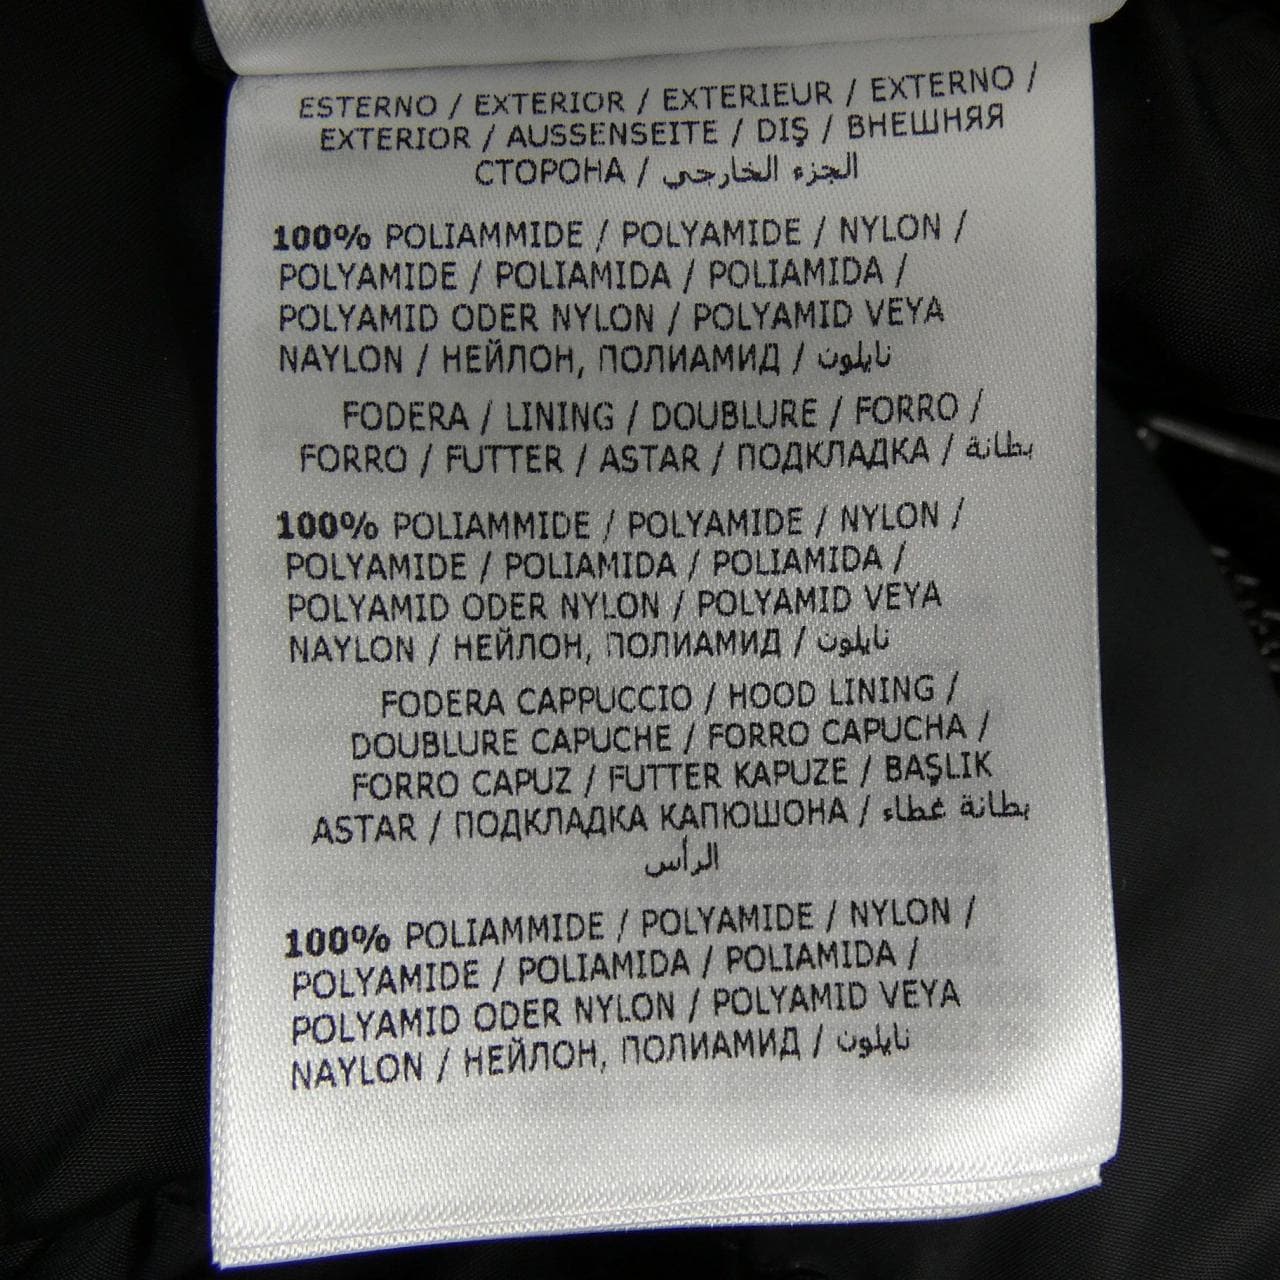 ESTERNO / EXTERIOR / EXTERIEUR / EXTERNO /
EXTERIOR / AUSSENSEITE / DIŞ / ВНЕШНЯЯ
СТОРОНА / الجزء الخارجي
100% POLIAMMIDE / POLYAMIDE / NYLON /
POLYAMIDE / POLIAMIDA / POLIAMIDA /
POLYAMID ODER NYLON / POLYAMID VEYA
NAYLON / НЕЙЛОН, ПОЛИАМИД / نايلون
FODERA / LINING / DOUBLURE / FORRO /
FORRO / FUTTER / ASTAR / ПОДКЛАДКА / بطانة
100% POLIAMMIDE / POLYAMIDE / NYLON /
POLYAMIDE / POLIAMIDA / POLIAMIDA /
POLYAMID ODER NYLON / POLYAMID VEYA
NAYLON / НЕЙЛОН, ПОЛИАМИД / نايلون
FODERA CAPPUCCIO / HOOD LINING /
DOUBLURE CAPUCHE / FORRO CAPUCHA /
FORRO CAPUZ / FUTTER KAPUZE / BAŞLIK
ASTAR / ПОДКЛАДКА КАПЮШОНА / بطانة غطاء
الرأس
100% POLIAMMIDE / POLYAMIDE / NYLON /
POLYAMIDE / POLIAMIDA / POLIAMIDA /
POLYAMID ODER NYLON / POLYAMID VEYA
NAYLON / НЕЙЛОН, ПОЛИАМИД / نايلون